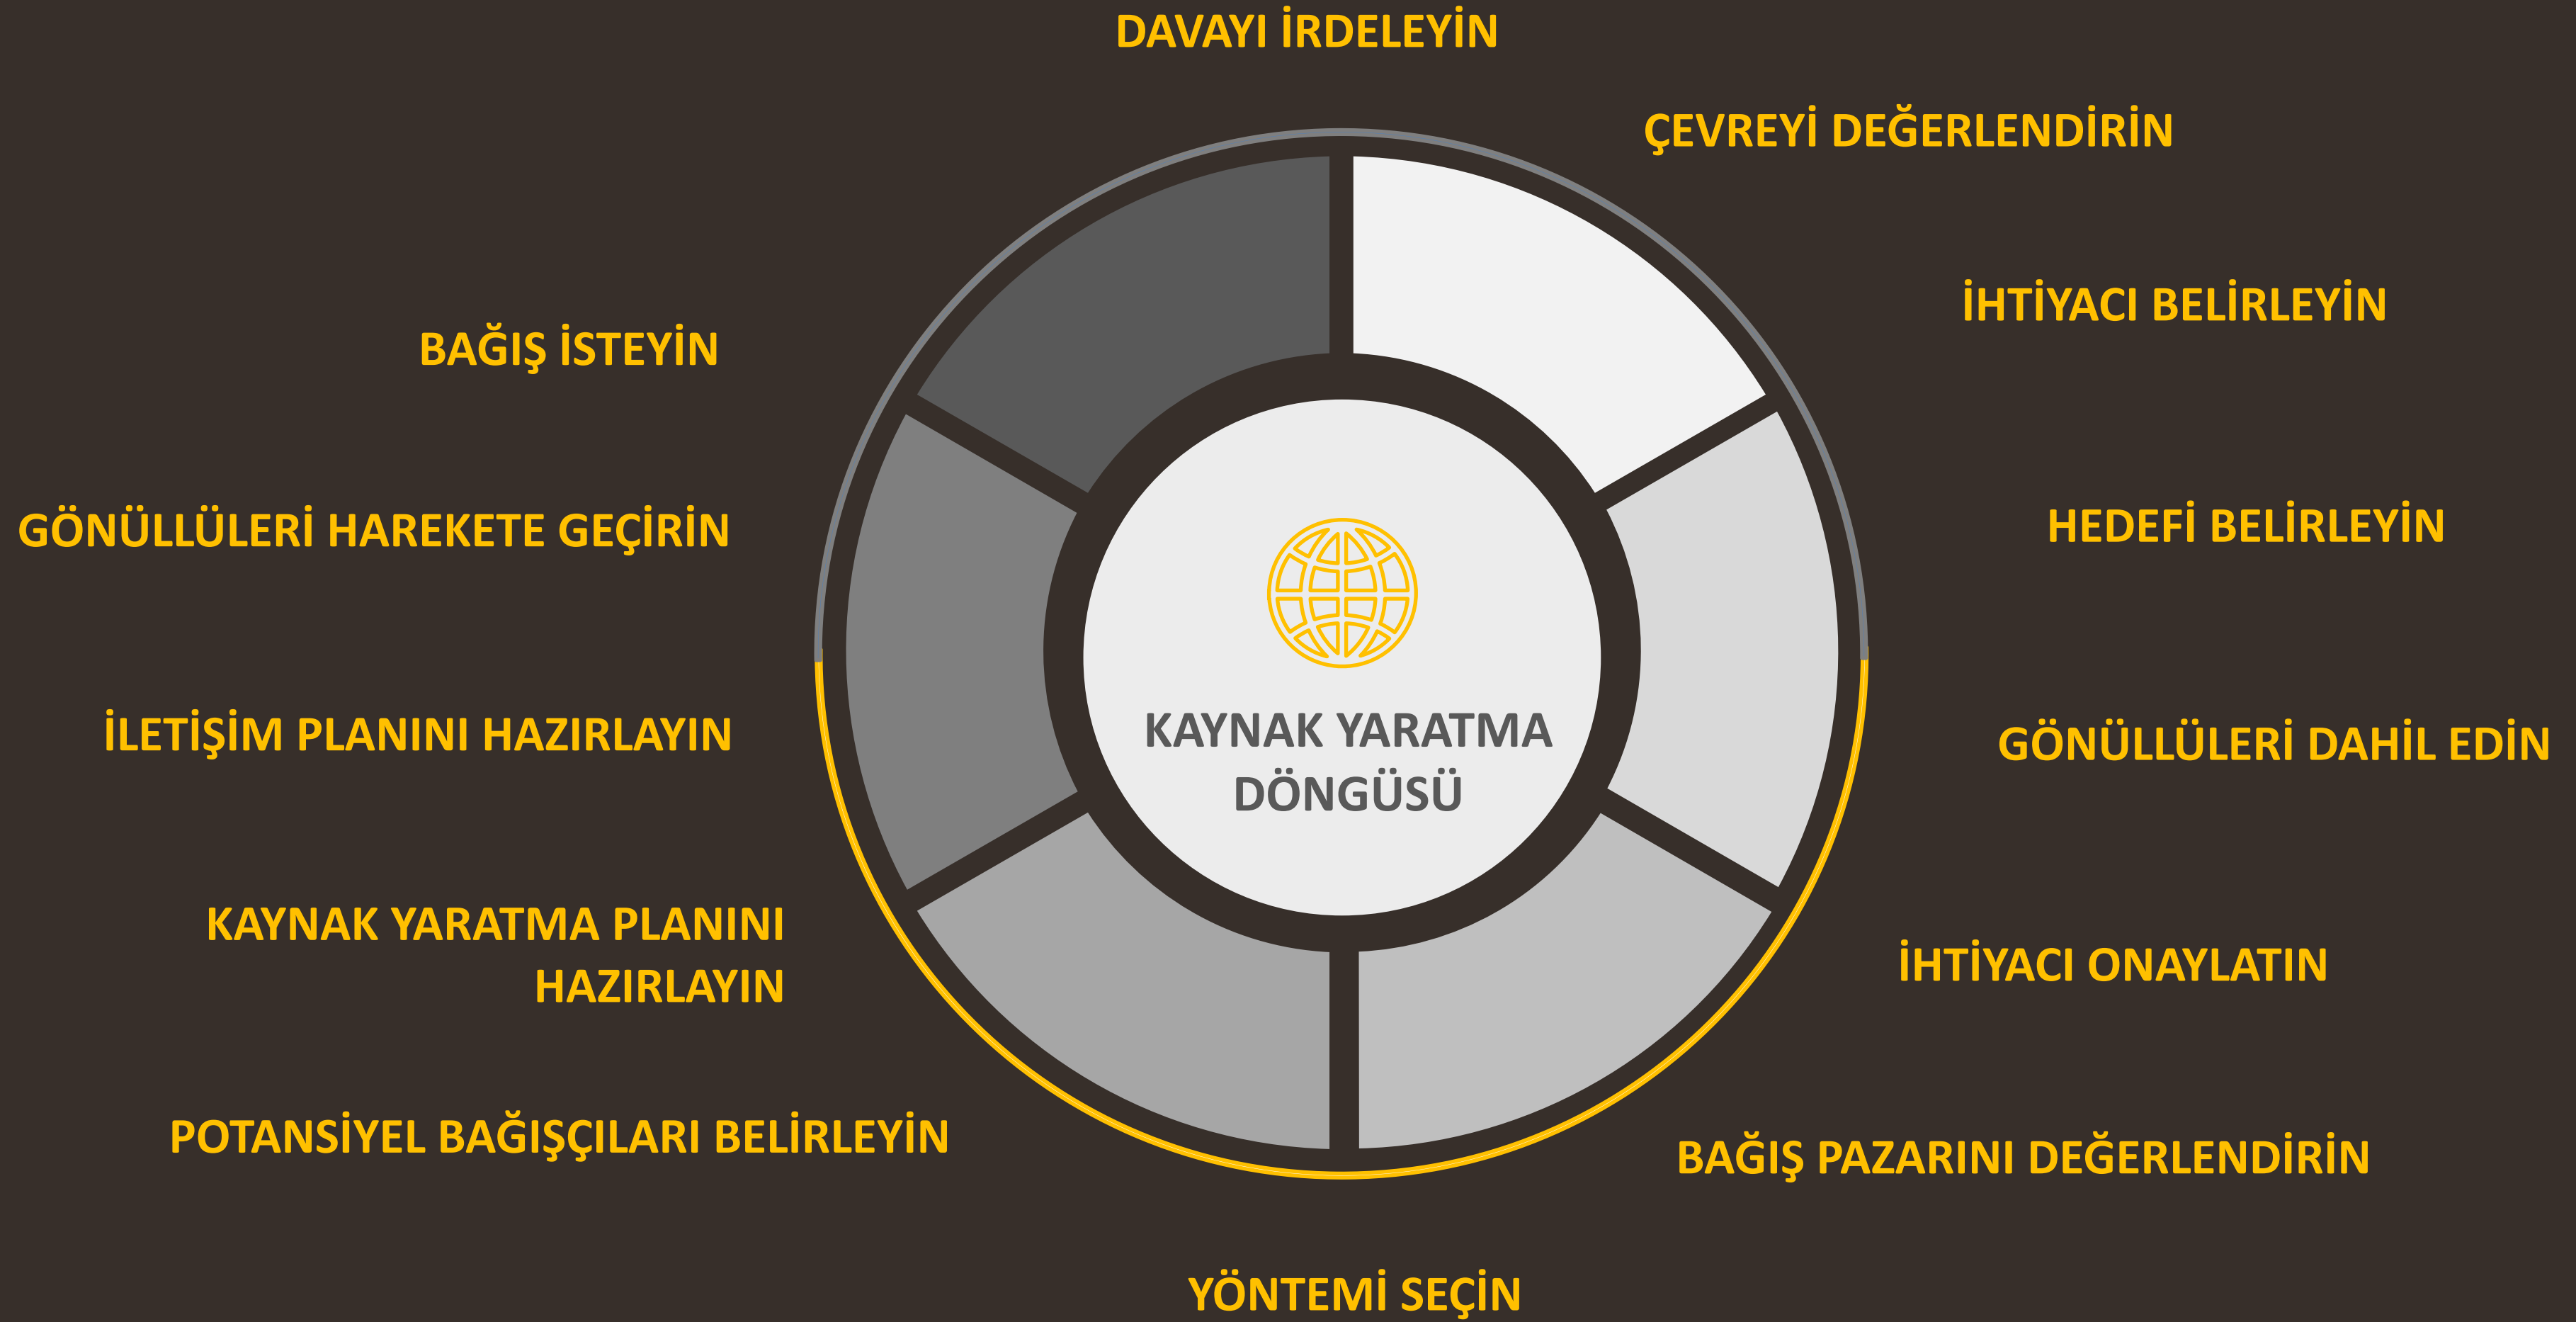 DAVAYI İRDELEYİN
ÇEVREYİ DEĞERLENDİRİN
İHTİYACI BELİRLEYİN
HEDEFİ BELİRLEYİN
GÖNÜLLÜLERİ DAHİL EDİN
İHTİYACI ONAYLATIN
BAĞIŞ PAZARINI DEĞERLENDİRİN
YÖNTEMİ SEÇİN
POTANSİYEL BAĞIŞÇILARI BELİRLEYİN
KAYNAK YARATMA PLANINI
HAZIRLAYIN
İLETİŞİM PLANINI HAZIRLAYIN
GÖNÜLLÜLERİ HAREKETE GEÇİRİN
BAĞIŞ İSTEYİN
KAYNAK YARATMA
DÖNGÜSÜ